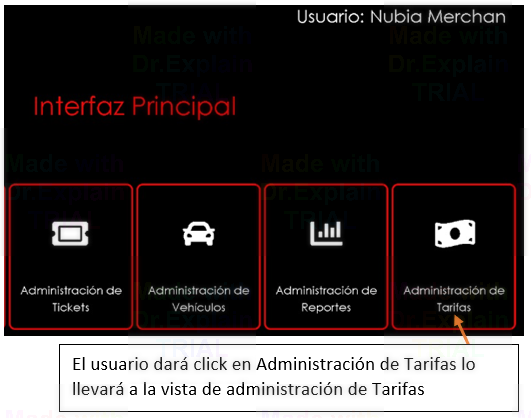 Usuario: Nubia Merchan
Made with
Dr.Explain
TRIAL
Made with
Dr.Explain
TRIAL
Interfaz Principal
Made with
Dr.Explain
TRIAL
Made with
Dr.Explain
TRIAL
Administración de
Tickets
Administración de
Vehículos
Administración de
Reportes
Administración de
Tarifas
El usuario dará click en Administración de Tarifas lo
llevará a la vista de administración de Tarifas